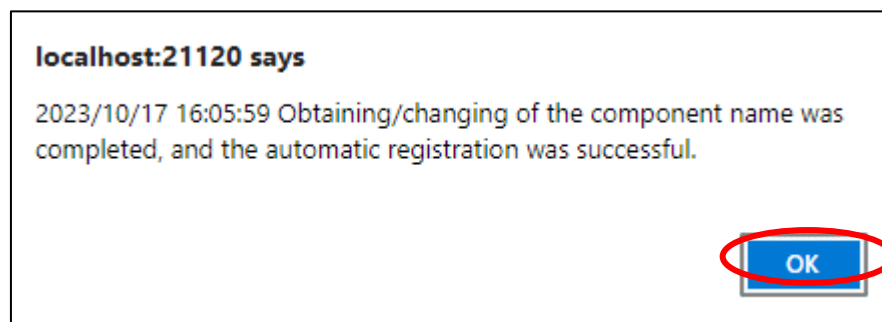 localhost:21120 says
2023/10/17 16:05:59 Obtaining/changing of the component name was
completed, and the automatic registration was successful.
OK